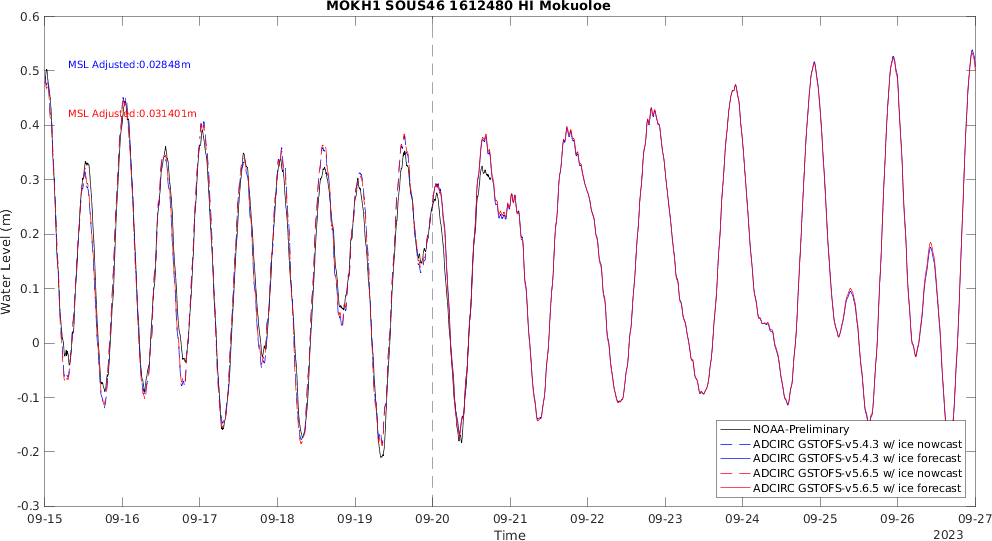 MOKH1 SOUS46 1612480 HI Mokuoloe
0.6
0.5
0.4
0.3
0.2
0.1
0
-0.1
-0.2
-0.3
Water Level (m)
MSL Adjusted:0.02848m
MSL Adjusted:0.031401m
NOAA-Preliminary
ADCIRC GSTOFS-v5.4.3 w/ ice nowcast
ADCIRC GSTOFS-v5.4.3 w/ ice forecast
ADCIRC GSTOFS-v5.6.5 w/ ice nowcast
ADCIRC GSTOFS-v5.6.5 w/ ice forecast
09-15 09-16 09-17 09-18 09-19 09-20 09-21 09-22 09-23 09-24 09-25 09-26 09-27
Time
2023